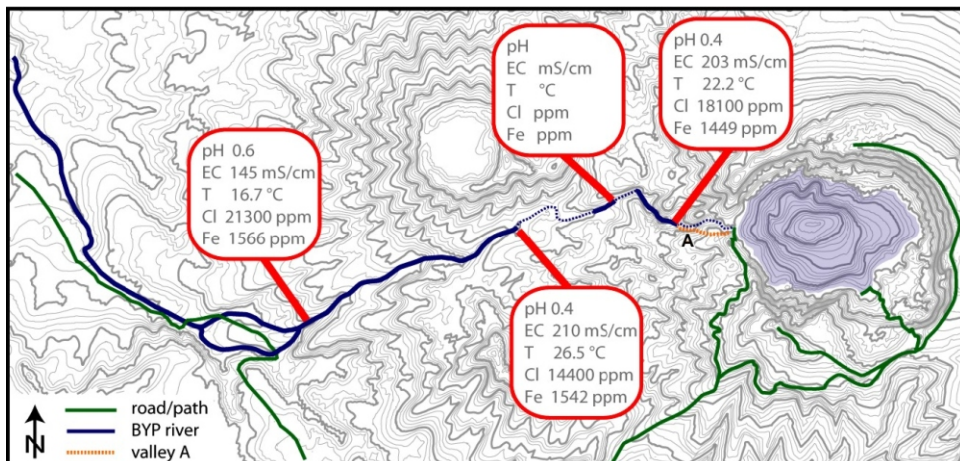 pH
EC mS/cm
T °C
Cl ppm
Fe ppm
pH 0.4
EC 203 mS/cm
T 22.2 °C
Cl 18100 ppm
Fe 1449 ppm
pH 0.6
EC 145 mS/cm
T 16.7 °C
Cl 21300 ppm
Fe 1566 ppm
A
pH 0.4
EC 210 mS/cm
T 26.5 °C
Cl 14400 ppm
Fe 1542 ppm
N
road/path
BYP river
valley A